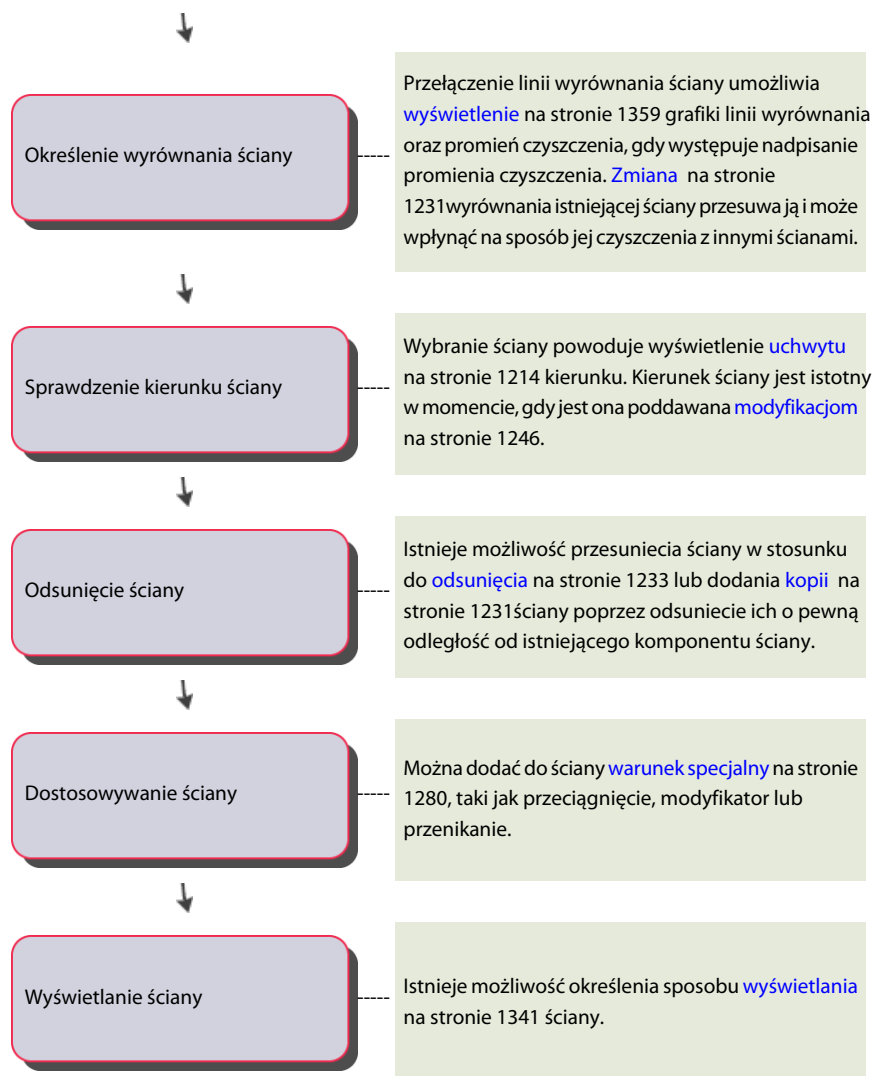 Określenie wyrównania ściany
Przełączenie linii wyrównania ściany umożliwia
wyświetlenie na stronie 1359 grafiki linii wyrównania
oraz promień czyszczenia, gdy występuje nadpisanie
promienia czyszczenia. Zmiana na stronie
1231wyrównania istniejącej ściany przesuwa ją i może
wpłynąć na sposób jej czyszczenia z innymi ścianami.
Sprawdzenie kierunku ściany
Wybranie ściany powoduje wyświetlenie uchwytu
na stronie 1214 kierunku. Kierunek ściany jest istotny
w momencie, gdy jest ona poddawana modyfikacjom
na stronie 1246.
Odsunięcie ściany
Istnieje możliwość przesuniecia ściany w stosunku
do odsunięcia na stronie 1233 lub dodania kopii na
stronie 1231ściany poprzez odsuniecie ich o pewną
odległość od istniejącego komponentu ściany.
Dostosowywanie ściany
Można dodać do ściany warunek specjalny na stronie
1280, taki jak przeciągnięcie, modyfikator lub
przenikanie.
Wyświetlanie ściany
Istnieje możliwość określenia sposobu wyświetlania
na stronie 1341 ściany.